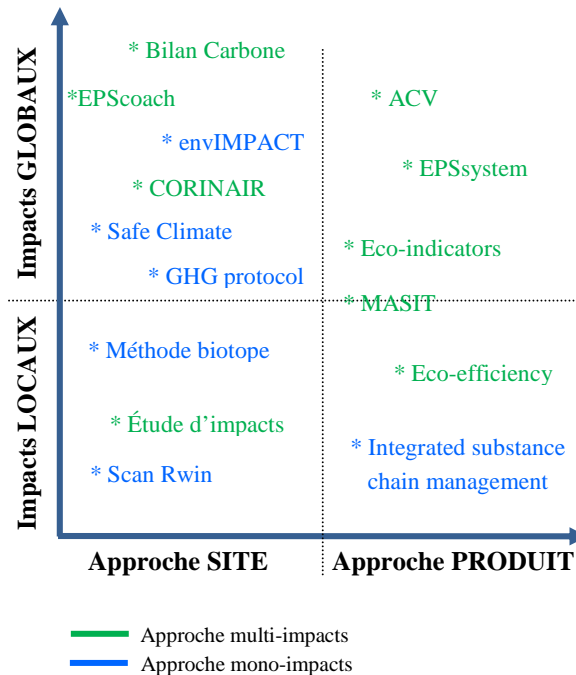 * Bilan Carbone
*EPScoach
* ACV
* envIMPACT
* EPSsystem
* CORINAIR
* Safe Climate
* Eco-indicators
* GHG protocol
* MASIT
* Méthode biotope
* Eco-efficiency
* Étude d’impacts
* Integrated substance
chain management
* Scan Rwin
Impacts GLOBAUX
Impacts LOCAUX
Approche SITE
Approche PRODUIT
Approche multi-impacts
Approche mono-impacts